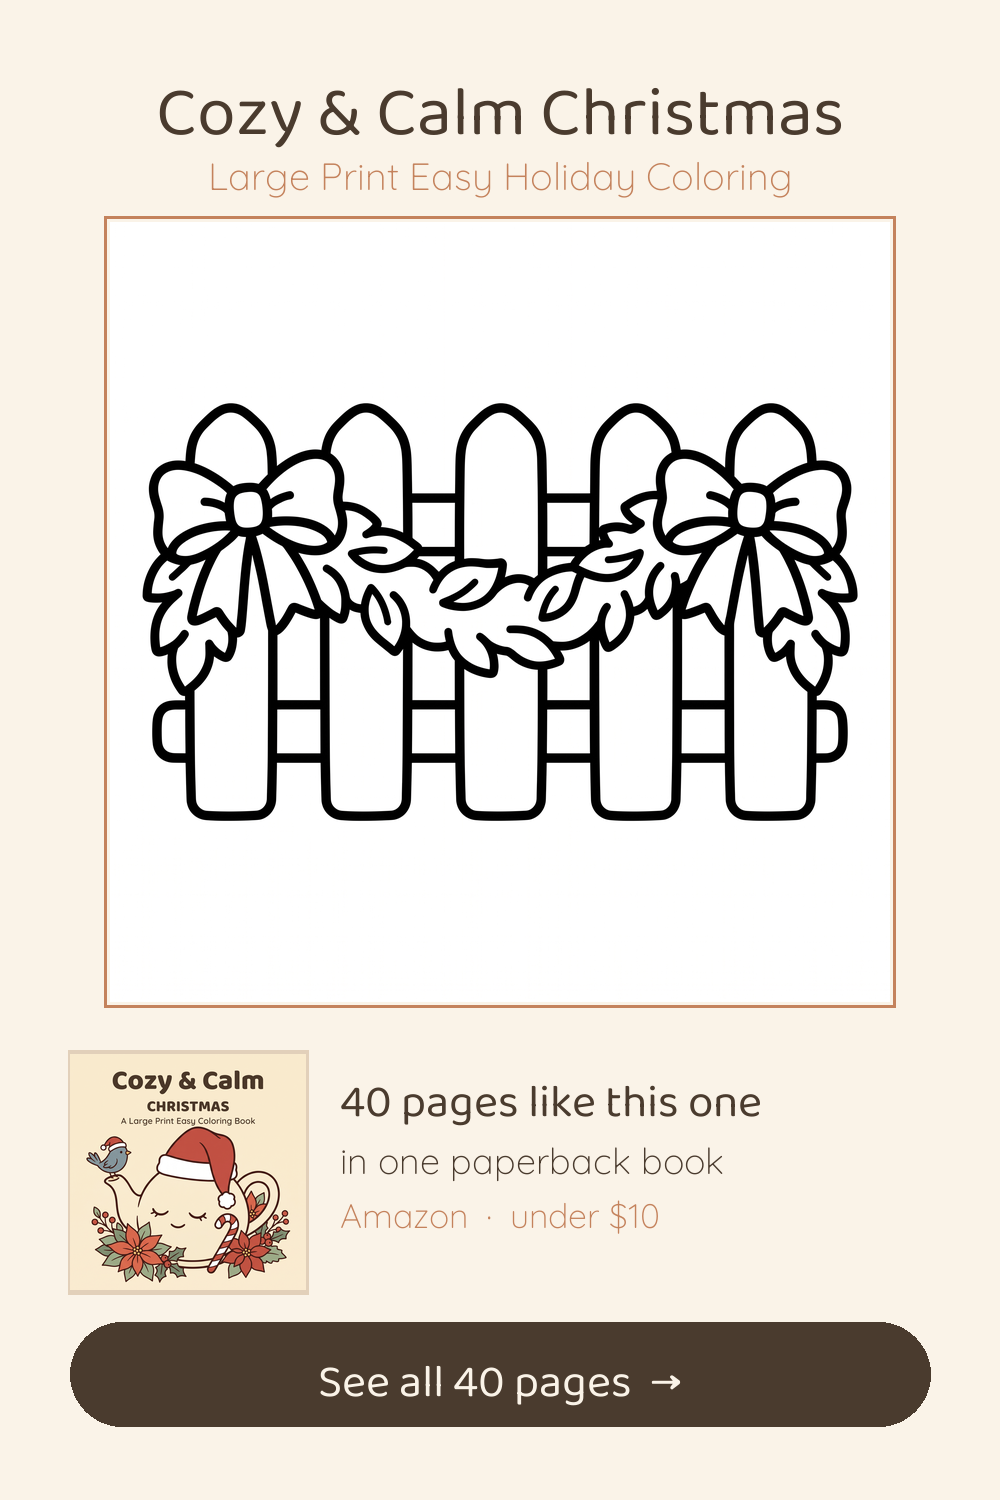 Cozy & Calm Christmas
Large Print Easy Holiday Coloring
Cozy & Calm
CHRISTMAS
A Large Print Easy Coloring Book
40 pages like this one
in one paperback book
Amazon · under $10
See all 40 pages →